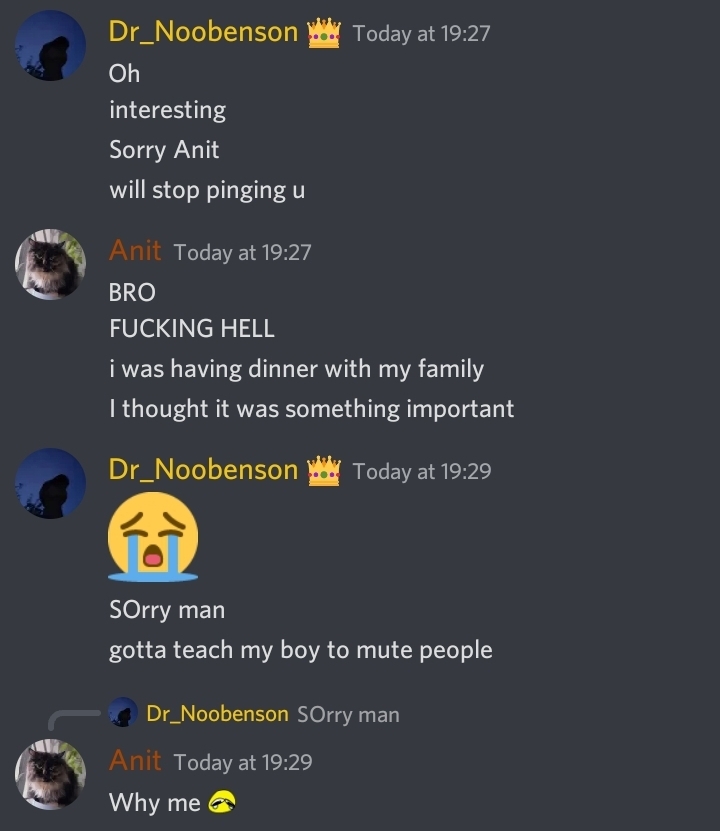 Dr_Noobenson 👑 Today at 19:27
Oh
interesting
Sorry Anit
will stop pinging u
Anit Today at 19:27
BRO
FUCKING HELL
i was having dinner with my family
I thought it was something important
Dr_Noobenson 👑 Today at 19:29
😭
SOrry man
gotta teach my boy to mute people
Dr_Noobenson SOrry man
Anit Today at 19:29
Why me